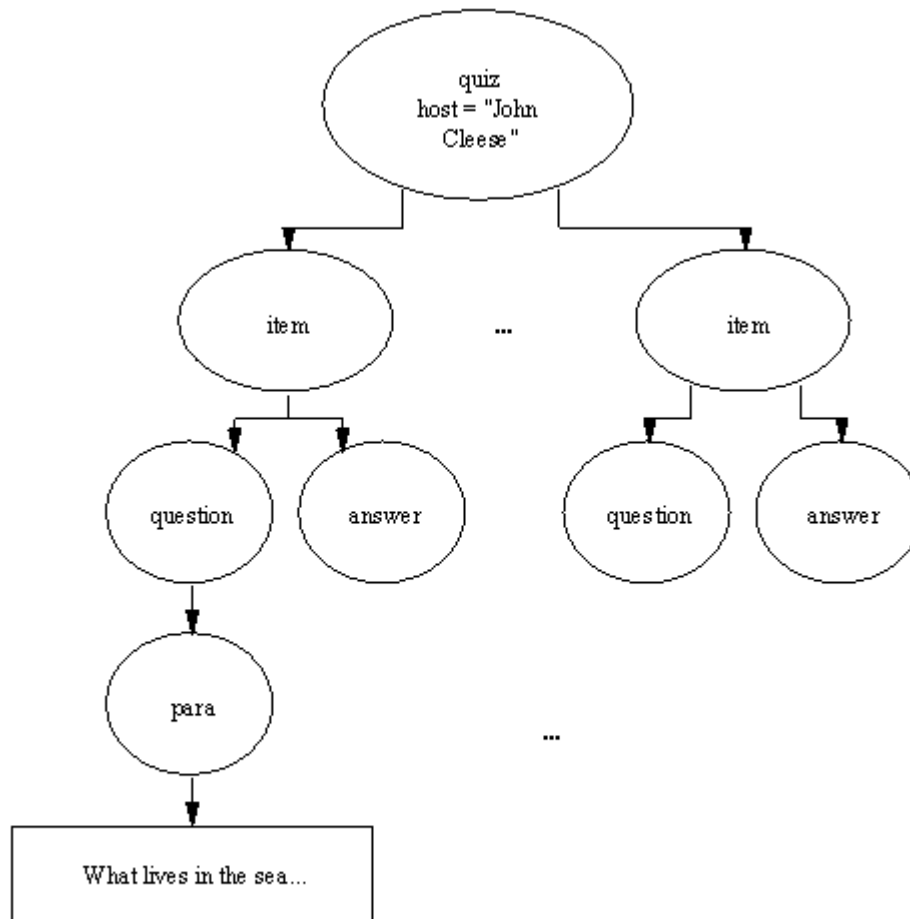 quiz
host = "John
Cleese"
item
...
item
question
answer
question
answer
para
...
What lives in the sea...